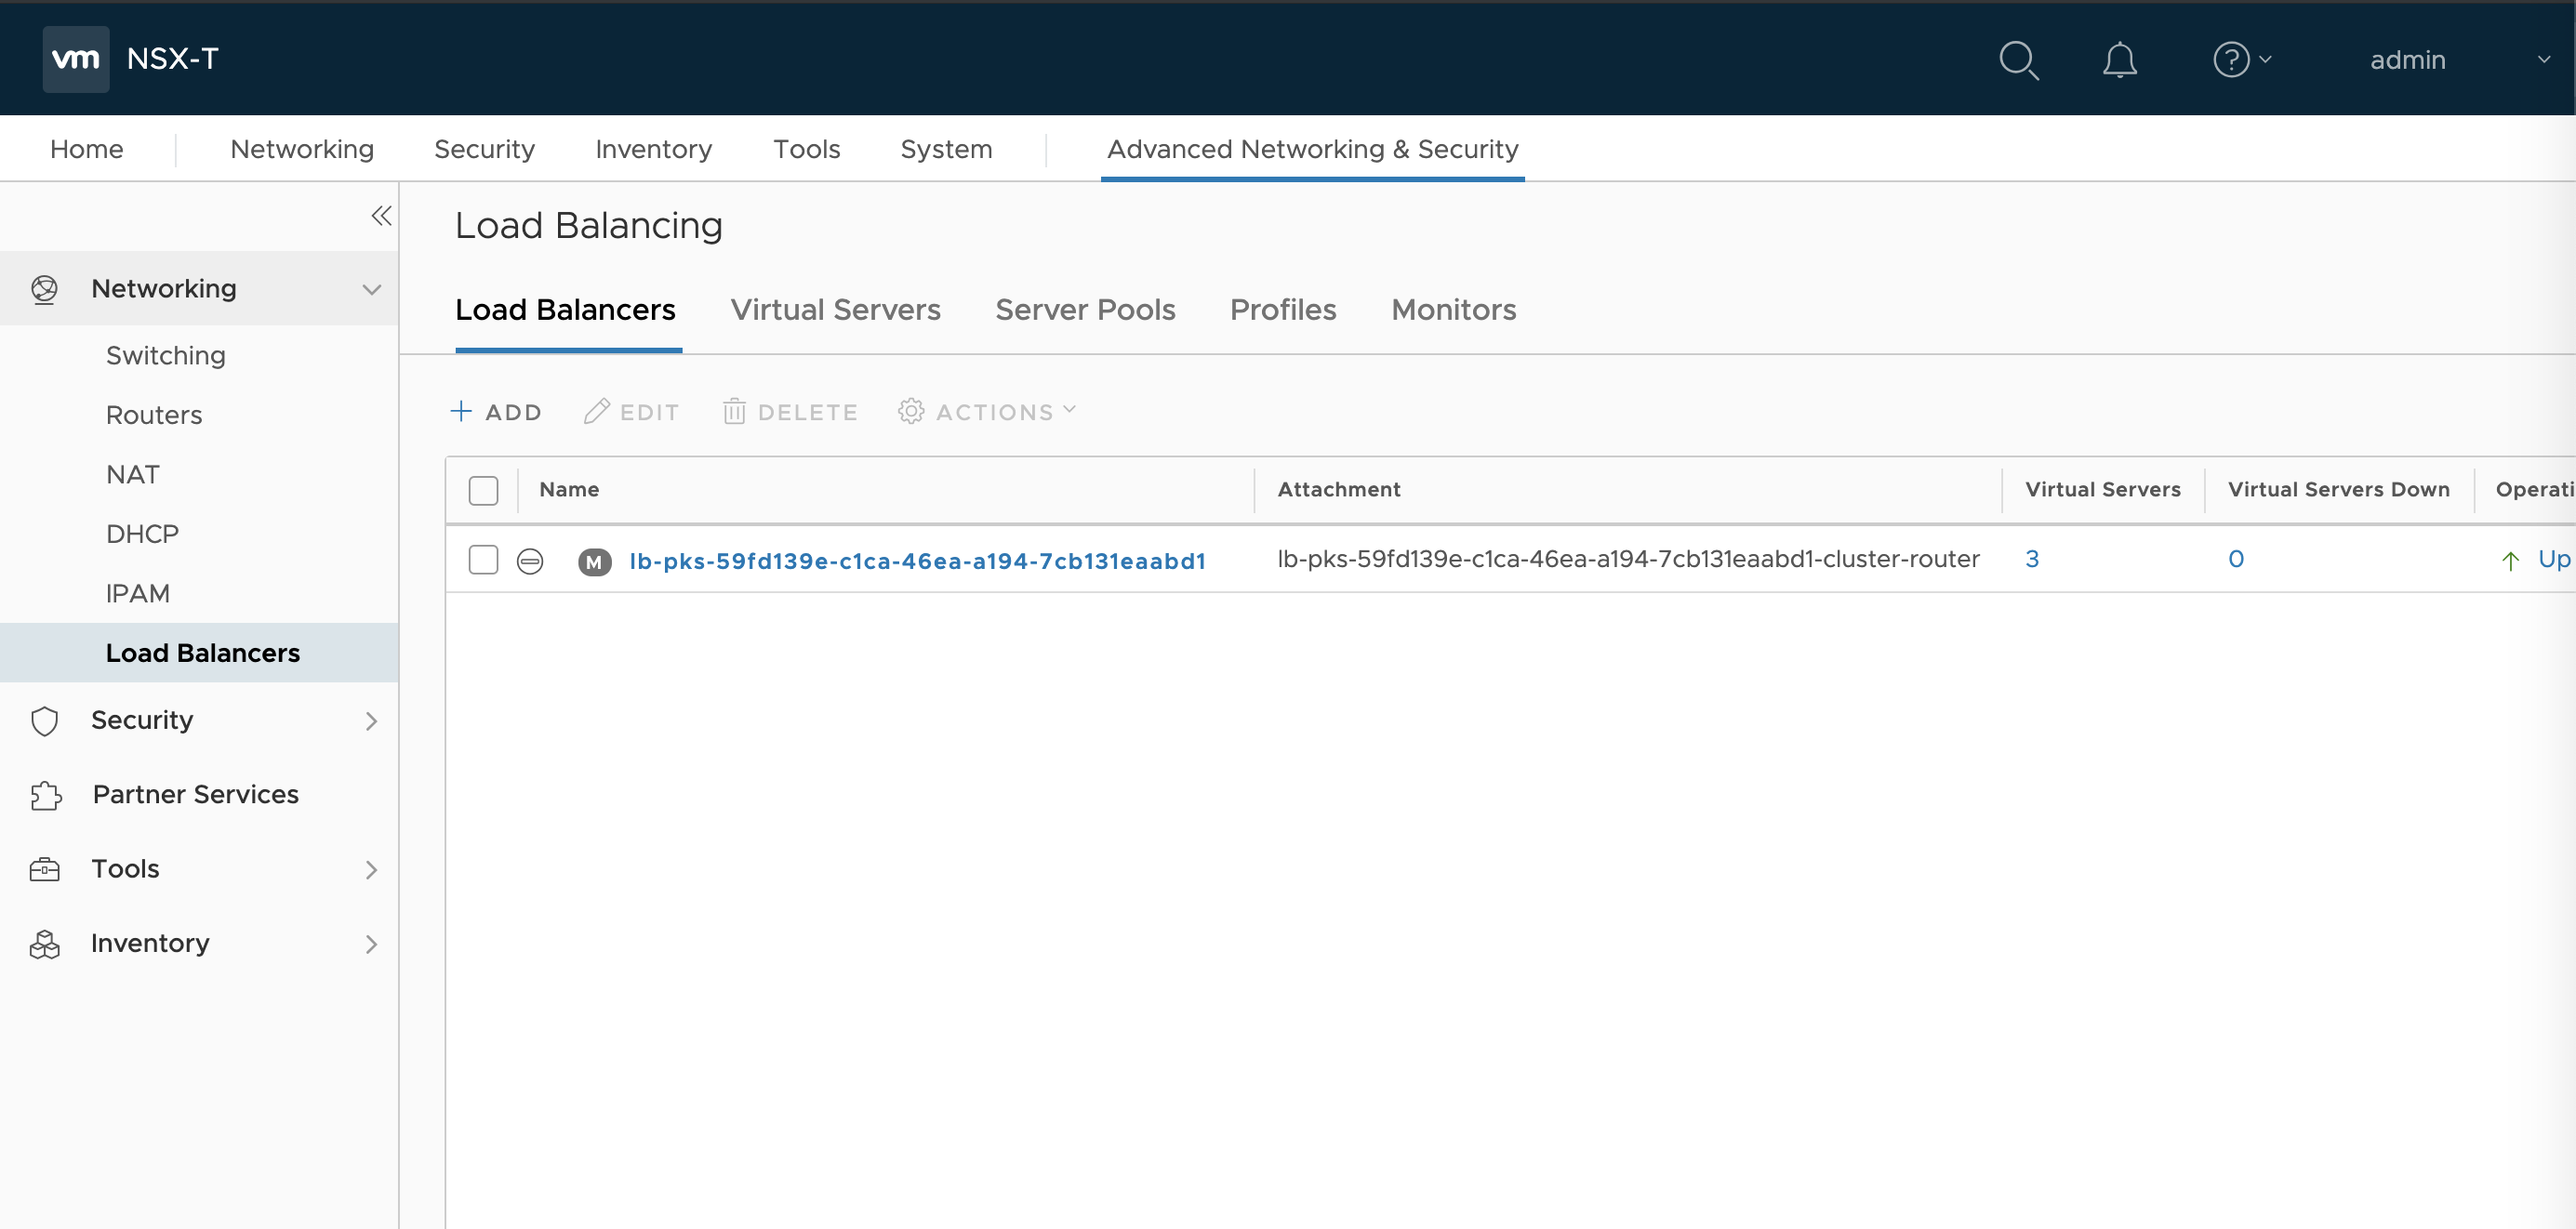 vm NSX-T admin
Home Networking Security Inventory Tools System Advanced Networking & Security
Load Balancing
Networking
Load Balancers Virtual Servers Server Pools Profiles Monitors
Switching
Routers
NAT
DHCP
IPAM
Load Balancers
Security
Partner Services
Tools
Inventory
ADD EDIT DELETE ACTIONS
Name Attachment Virtual Servers Virtual Servers Down Operati
M lb-pks-59fd139e-c1ca-46ea-a194-7cb131eaabd1 lb-pks-59fd139e-c1ca-46ea-a194-7cb131eaabd1-cluster-router 3 0 Up